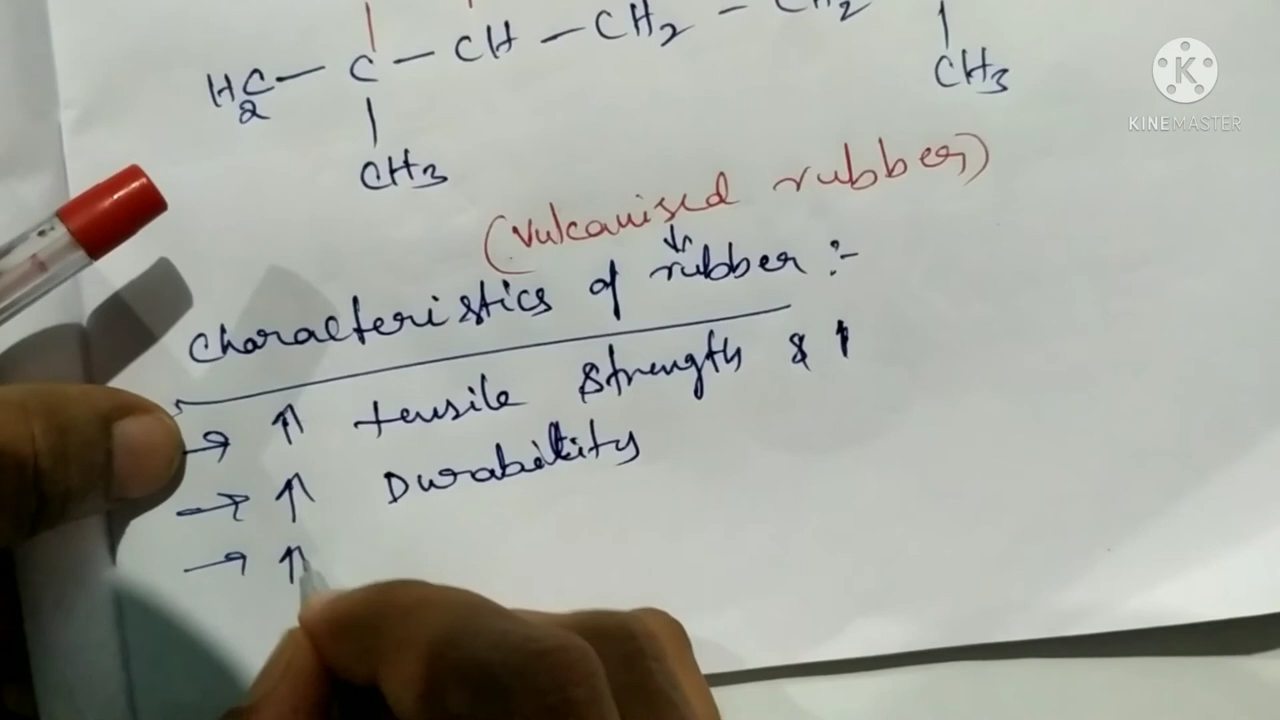 H2C — C — CH — CH2 — CH2
CH3
CH3
K
KINEMASTER
(Vulcanised rubber)
Characteristics of rubber :-
→ ↑ tensile strength &
→ ↑ Durability
→ ↑